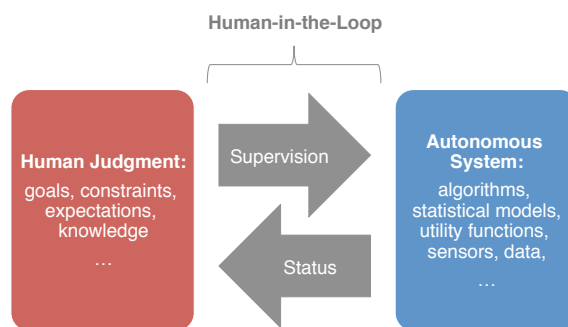 Human-in-the-Loop
Human Judgment:
goals, constraints,
expectations,
knowledge
…
Supervision
Status
Autonomous
System:
algorithms,
statistical models,
utility functions,
sensors, data,
…